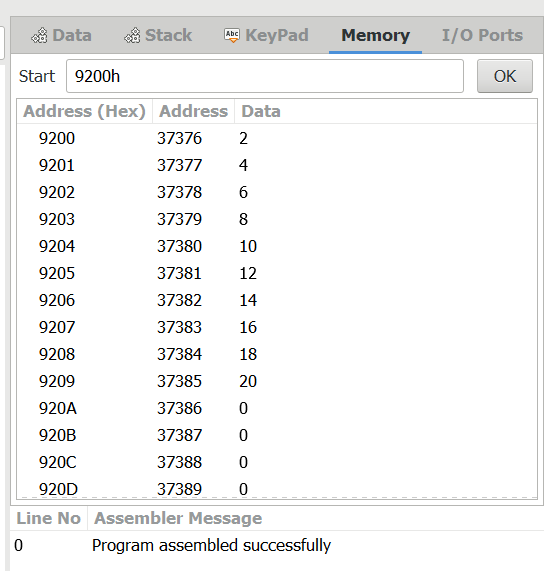 Data Stack Abc KeyPad Memory I/O Ports
Start 9200h OK
Address (Hex) Address Data
9200 37376 2
9201 37377 4
9202 37378 6
9203 37379 8
9204 37380 10
9205 37381 12
9206 37382 14
9207 37383 16
9208 37384 18
9209 37385 20
920A 37386 0
920B 37387 0
920C 37388 0
920D 37389 0
Line No Assembler Message
0 Program assembled successfully